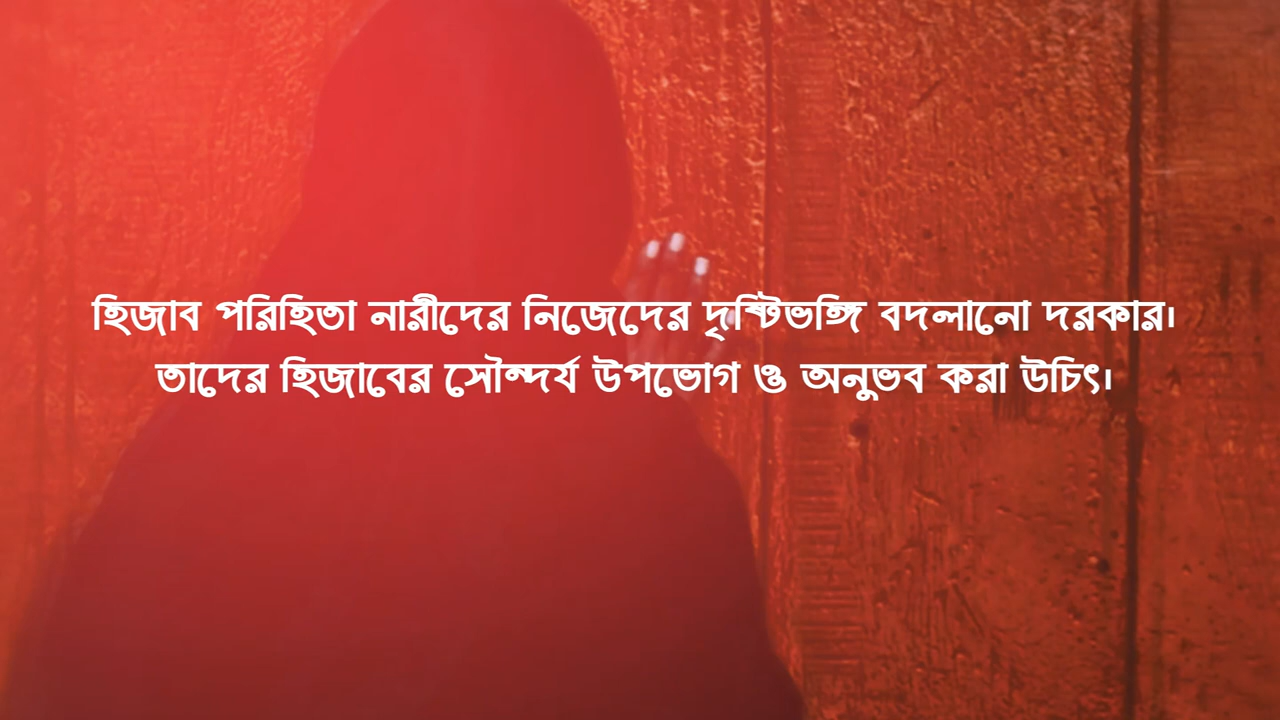 হিজাব পরিহিতা নারীদের নিজেদের দৃষ্টিভঙ্গি বদলানো দরকার।
তাদের হিজাবের সৌন্দর্য উপভোগ ও অনুভব করা উচিৎ।